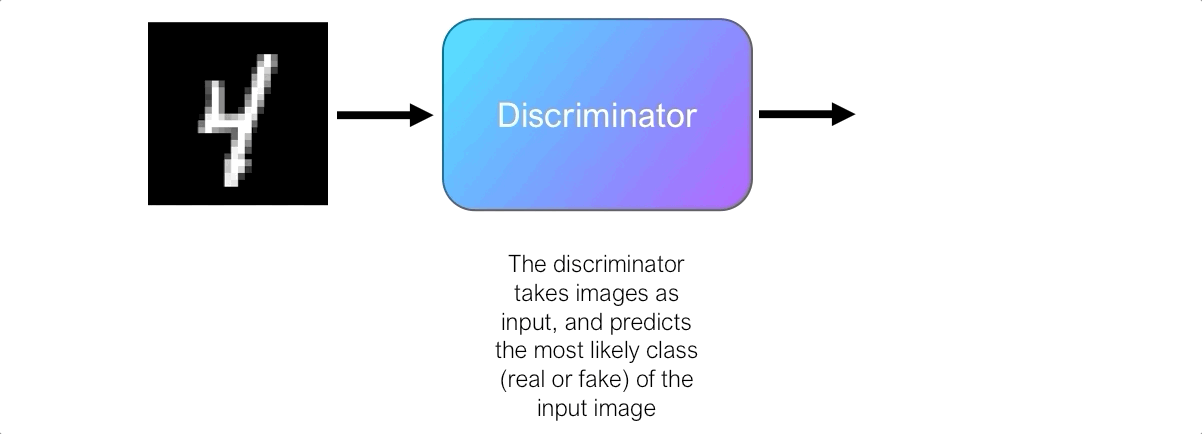 4
Discriminator
The discriminator
takes images as
input, and predicts
the most likely class
(real or fake) of the
input image